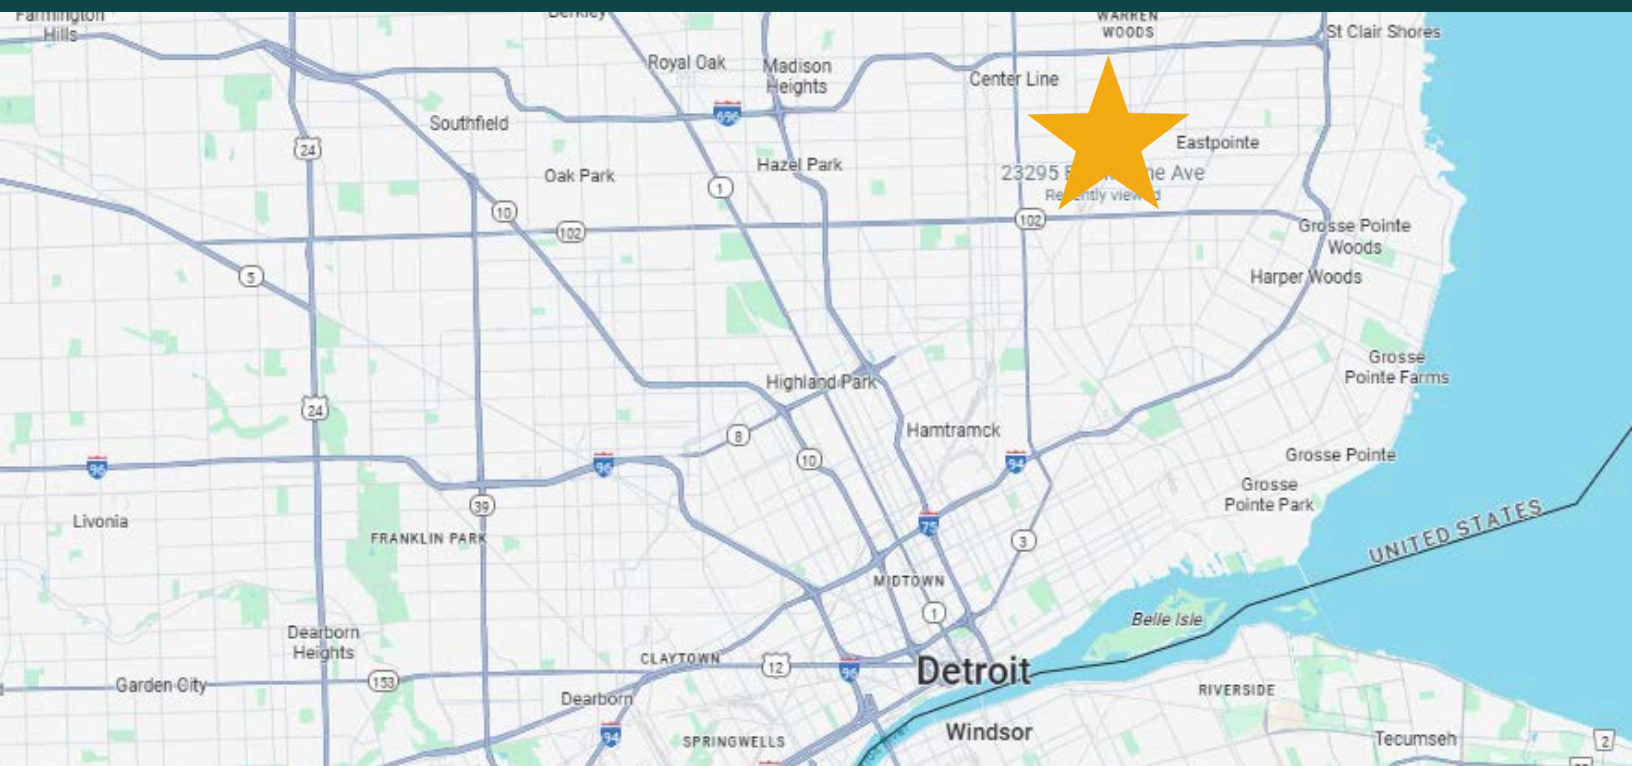 Farmington
Hills
Berkley
WARREN
WOODS
St Clair Shores
Royal Oak
Madison
Heights
Center Line
696
Southfield
24
Eastpointe
Oak Park
Hazel Park
23295 Ave
Recently viewed
1
10
102
102
Grosse Pointe
Woods
5
Harper Woods
Grosse
Pointe Farms
Highland Park
24
8
Hamtramck
10
96
96
94
Grosse Pointe
Grosse
Pointe Park
39
Livonia
FRANKLIN PARK
75
3
UNITED STATES
MIDTOWN
1
Belle Isle
Dearborn
Heights
CLAYTOWN
12
96
Detroit
Garden City
153
Dearborn
RIVERSIDE
94
SPRINGWELLS
Windsor
Tecumseh
2